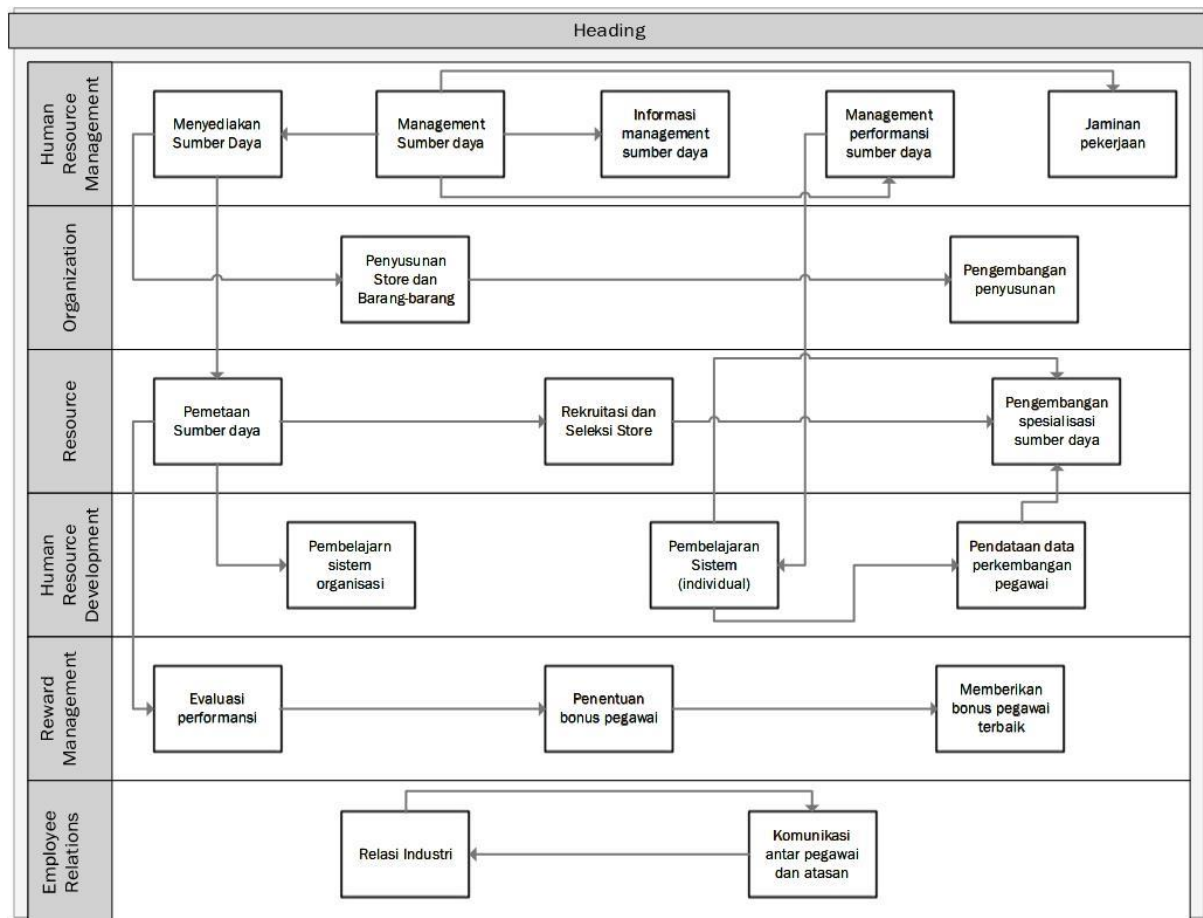 Heading
Human
Resource
Management
Menyediakan
Sumber Daya
Management
Sumber daya
Informasi
management
sumber daya
Management
performansi
sumber daya
Jaminan
pekerjaan
Organization
Penyusunan
Store dan
Barang-barang
Pengembangan
penyusunan
Resource
Pemetaan
Sumber daya
Rekruitasi dan
Seleksi Store
Pengembangan
spesialisasi
sumber daya
Human
Resource
Development
Pembelajarn
sistem
organisasi
Pembelajaran
Sistem
(individual)
Pendataan data
perkembangan
pegawai
Reward
Management
Evaluasi
performansi
Penentuan
bonus pegawai
Memberikan
bonus pegawai
terbaik
Employee
Relations
Relasi Industri
Komunikasi
antar pegawai
dan atasan